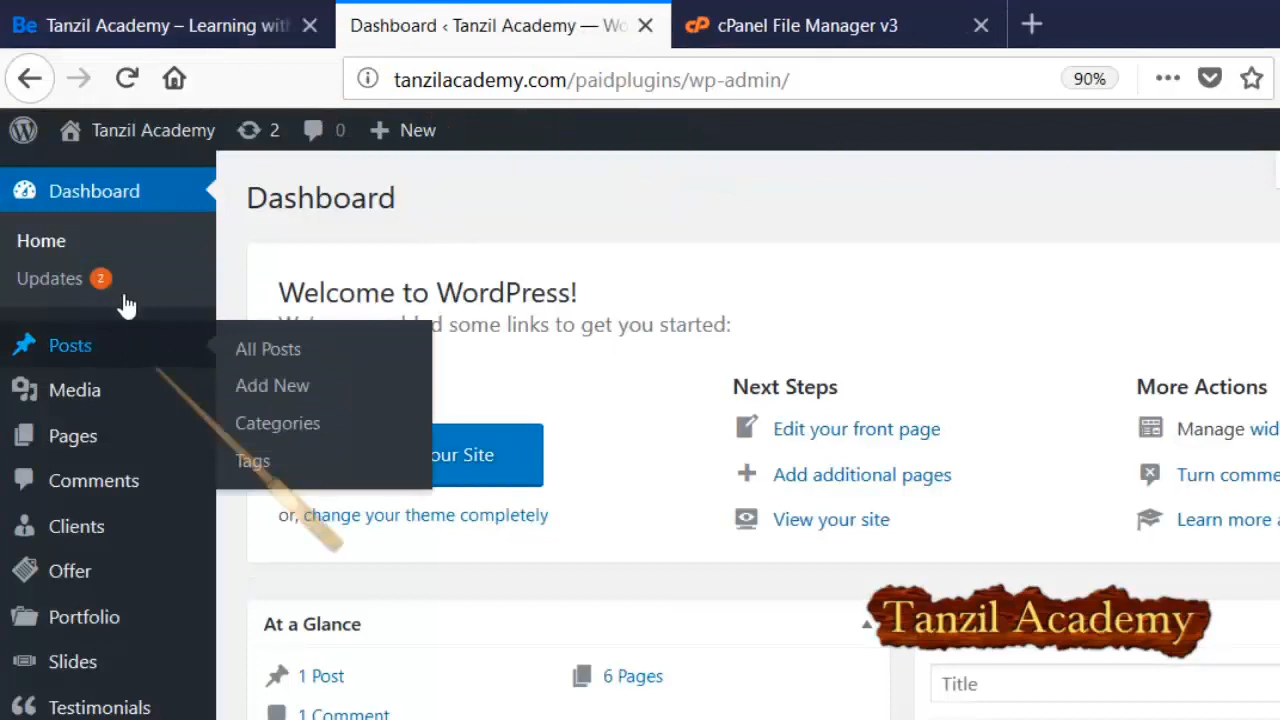 Be Tanzil Academy – Learning with
Dashboard ‹ Tanzil Academy — Wo
cP cPanel File Manager v3
tanzilacademy.com/paidplugins/wp-admin/
90%
Tanzil Academy 2 0 New
Dashboard
Home
Updates 2
Posts
Media
Pages
Comments
Clients
Offer
Portfolio
Slides
Testimonials
All Posts
Add New
Categories
Tags
Dashboard
Welcome to WordPress!
some links to get you started:
our Site
or, change your theme completely
Next Steps
Edit your front page
Add additional pages
View your site
More Actions
Manage wid
Turn comme
Learn more a
At a Glance
1 Post
6 Pages
1 Comment
Tanzil Academy
Title